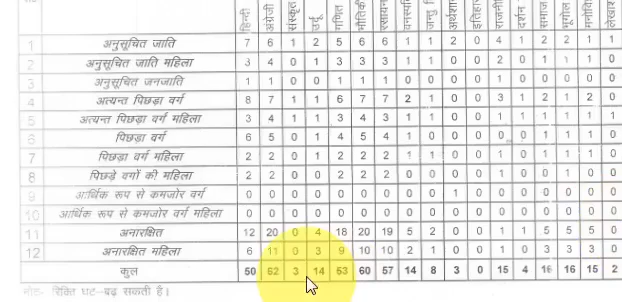 हिन्दी अंग्रेजी संस्कृत उर्दू गणित भौतिकी रसायन
1 अनुसूचित जाति 7 6 1 2 5 6 6 1 1 2 0 4 1 2 2 1 1
2 अनुसूचित जाति महिला 3 4 0 1 3 3 3 1 1 0 0 2 0 1 1 1 0
3 अनुसूचित जनजाति 1 1 0 0 1 1 1 0 0 0 0 1 0 0 0 0 0
4 अत्यन्त पिछड़ा वर्ग 8 7 1 1 6 7 7 2 1 0 0 3 1 2 1 2 0
5 अत्यन्त पिछड़ा वर्ग महिला 3 4 1 1 3 4 3 1 1 0 0 1 1 1 1 1 1
6 पिछड़ा वर्ग 6 5 0 1 4 5 4 1 0 0 0 0 0 1 1 1 0
7 पिछड़ा वर्ग महिला 2 2 0 1 2 2 2 1 1 0 0 1 0 1 1 1 0
8 पिछड़े वर्गों की महिला 2 2 0 0 2 2 2 0 0 0 0 1 0 0 1 0 0
9 आर्थिक रूप से कमजोर वर्ग 0 0 0 0 0 0 0 0 0 1 0 0 0 0 0 0 0
10 आर्थिक रूप से कमजोर वर्ग महिला 0 0 0 0 0 0 0 0 0 0 0 0 0 0 0 0 0
11 अनारक्षित 12 20 0 4 18 20 19 5 2 0 0 1 1 5 5 5 0
12 अनारक्षित महिला 6 11 0 3 9 10 10 2 1 0 0 1 0 3 3 3 0
कुल 50 62 3 14 53 60 57 14 8 3 0 15 4 16 16 15 2
नोट- रिक्ति घट-बढ़ सकती है।